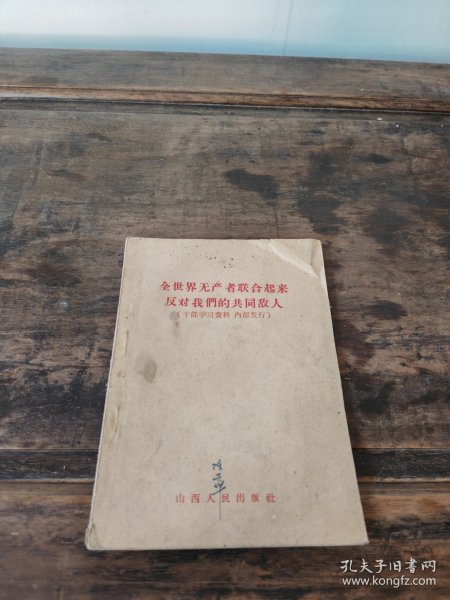 全世界无产者联合起来
反对我們的共同敌人
（干部学习資料 內部发行）
山西人民出版社
孔夫子旧书网
www.kongfz.com